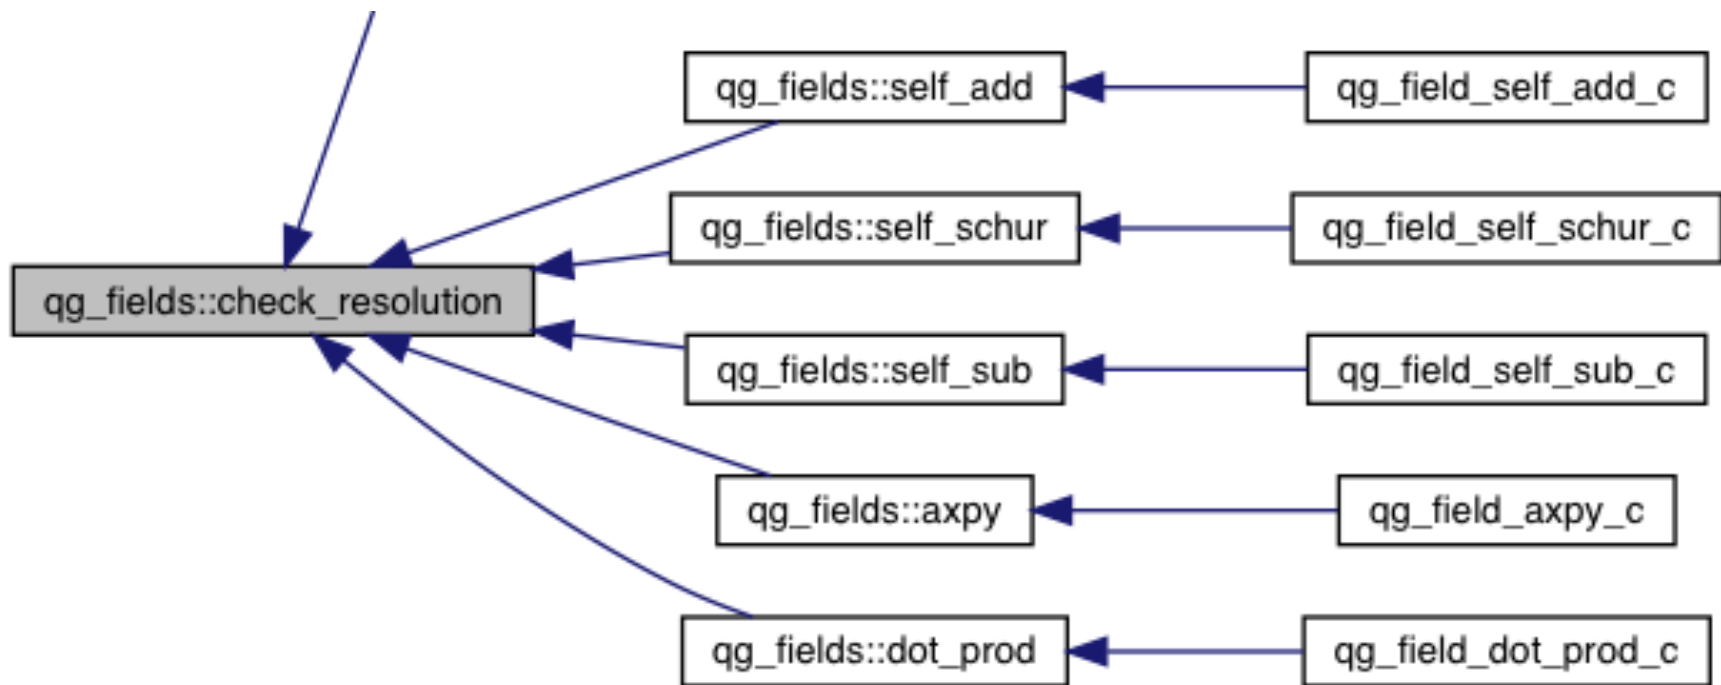 qg_fields::self_add
qg_field_self_add_c
qg_fields::self_schur
qg_field_self_schur_c
qg_fields::check_resolution
qg_fields::self_sub
qg_field_self_sub_c
qg_fields::axpy
qg_field_axpy_c
qg_fields::dot_prod
qg_field_dot_prod_c